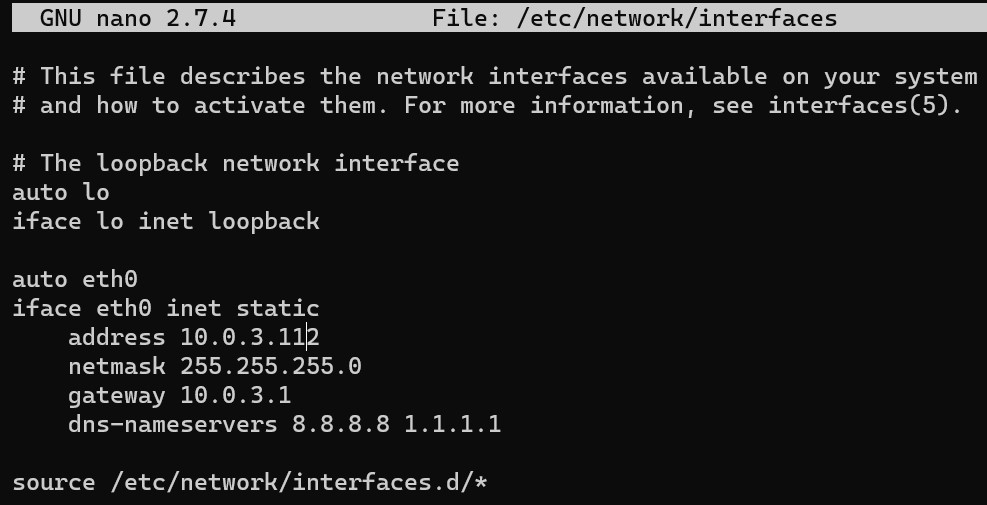 GNU nano 2.7.4 File: /etc/network/interfaces
# This file describes the network interfaces available on your system
# and how to activate them. For more information, see interfaces(5).
# The loopback network interface
auto lo
iface lo inet loopback
auto eth0
iface eth0 inet static
address 10.0.3.112
netmask 255.255.255.0
gateway 10.0.3.1
dns-nameservers 8.8.8.8 1.1.1.1
source /etc/network/interfaces.d/*